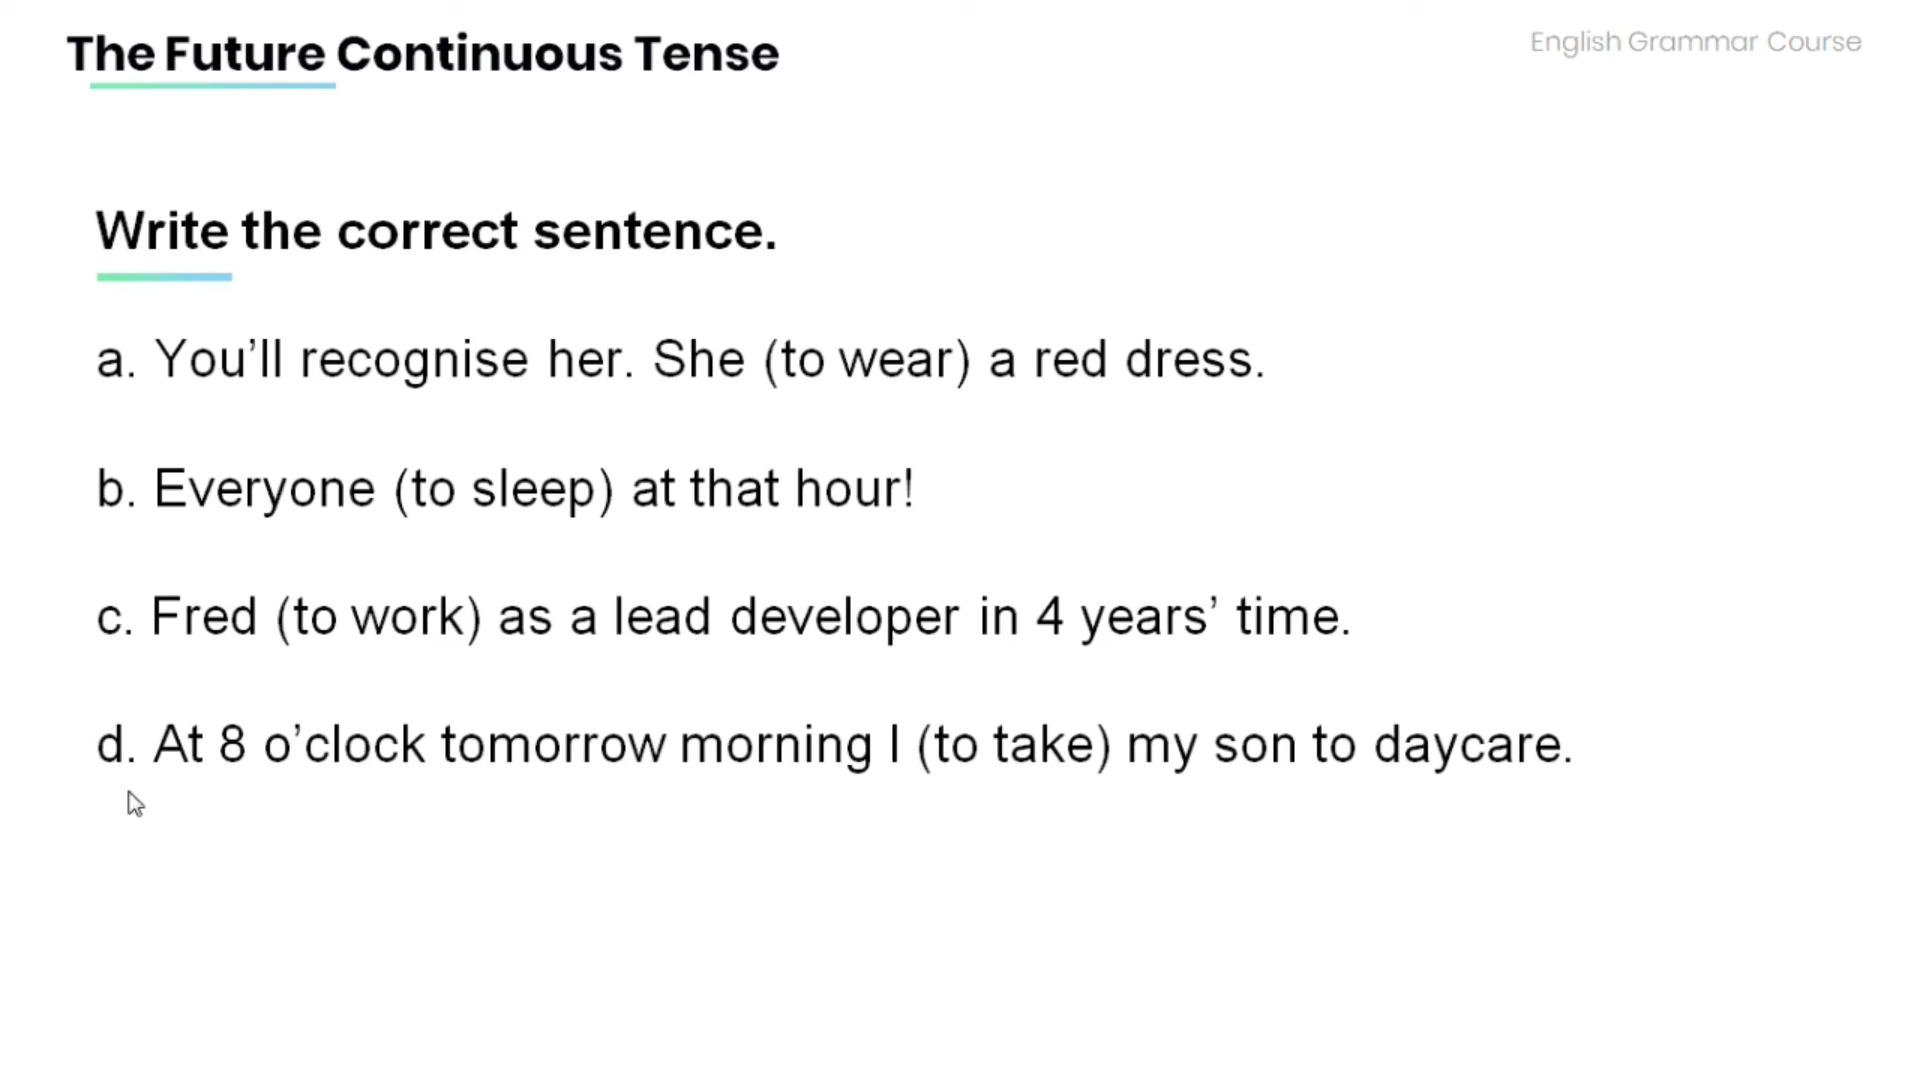 The Future Continuous Tense
English Grammar Course
Write the correct sentence.
a. You’ll recognise her. She (to wear) a red dress.
b. Everyone (to sleep) at that hour!
c. Fred (to work) as a lead developer in 4 years’ time.
d. At 8 o’clock tomorrow morning I (to take) my son to daycare.